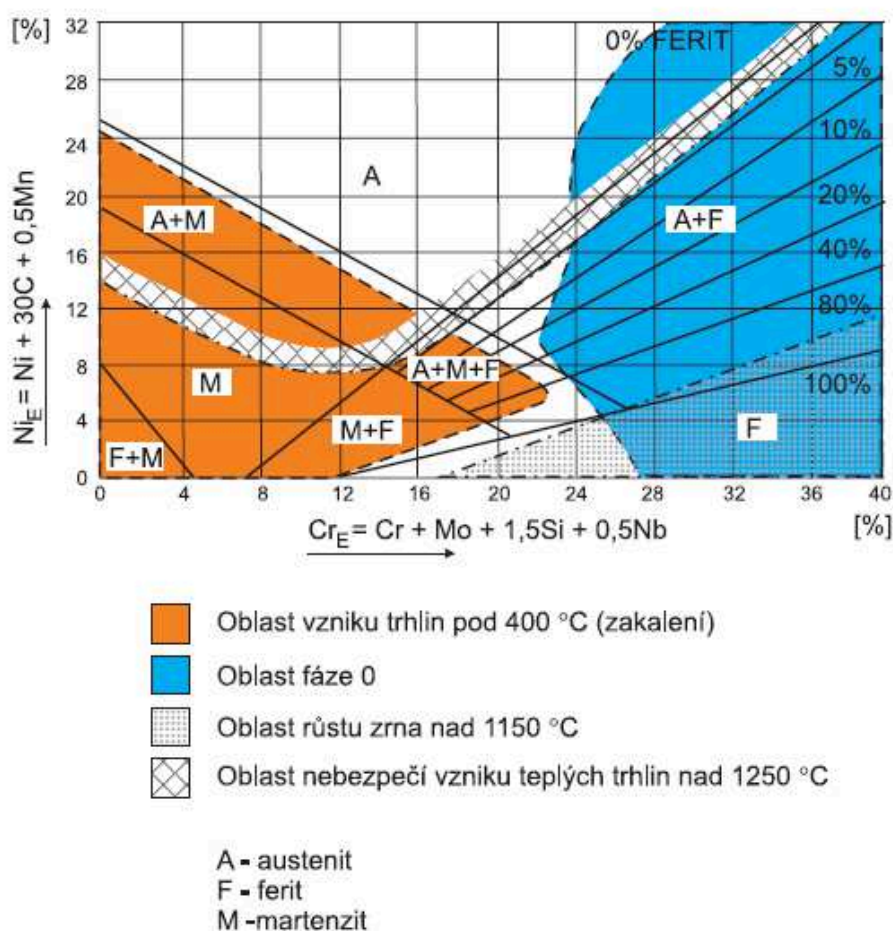 [%]
32
28
24
20
16
12
8
4
0
Ni_E = Ni + 30C + 0,5Mn
0% FERIT
5%
10%
20%
40%
80%
100%
A
A+M
A+F
M
A+M+F
M+F
F+M
F
0 4 8 12 16 20 24 28 32 36 40
Cr_E = Cr + Mo + 1,5Si + 0,5Nb
[%]
Oblast vzniku trhlin pod 400 °C (zakalení)
Oblast fáze 0
Oblast růstu zrna nad 1150 °C
Oblast nebezpečí vzniku teplých trhlin nad 1250 °C
A - austenit
F - ferit
M -martenzit